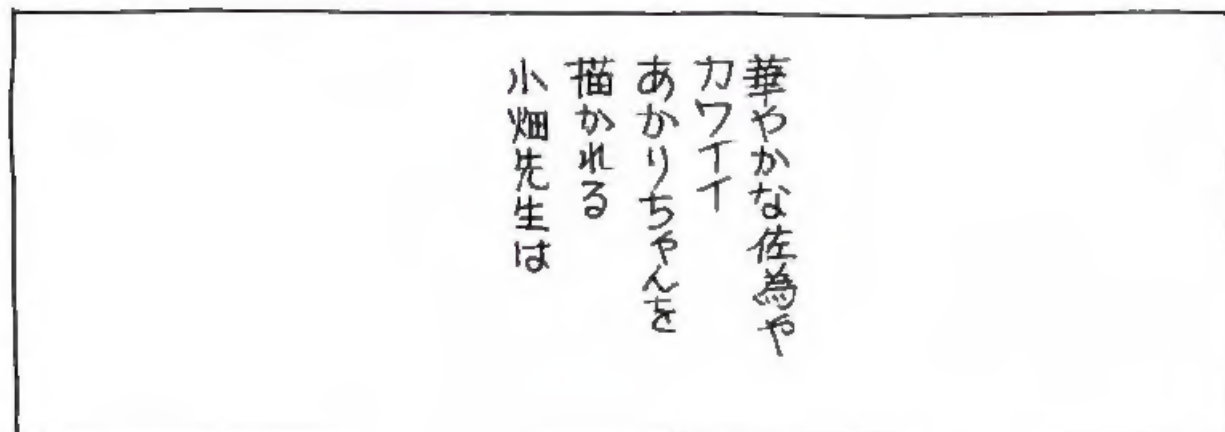 華やかな佐為や
カワイイ
あかりちゃんを
描かれる
小畑先生は